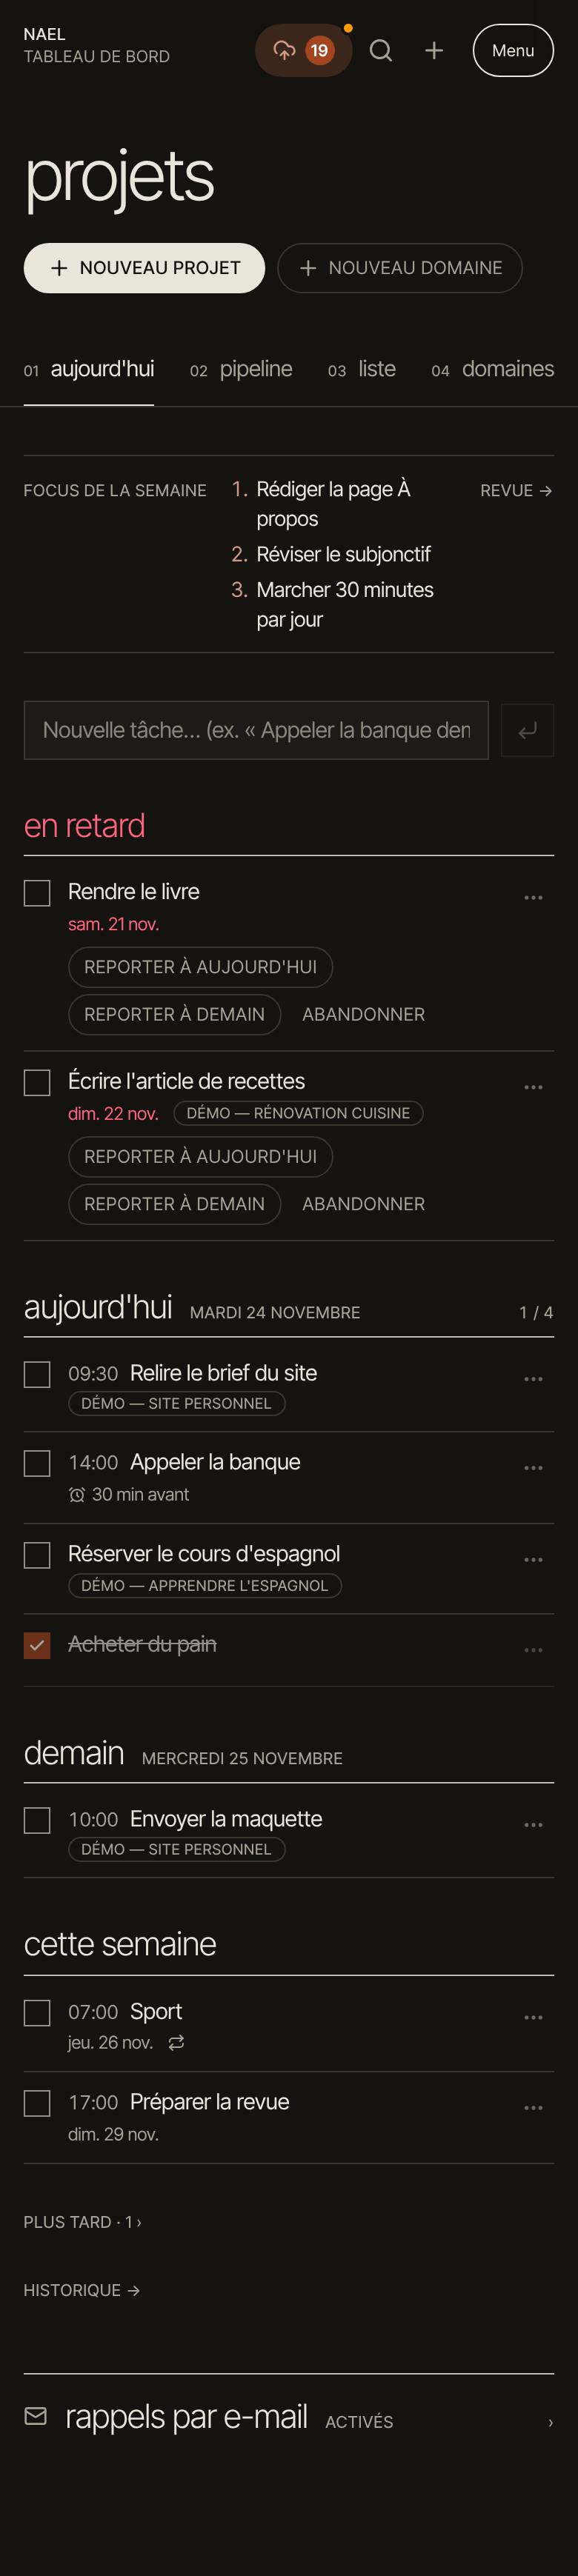 NAEL
TABLEAU DE BORD
19
Menu
projets
+ NOUVEAU PROJET
+ NOUVEAU DOMAINE
01 aujourd'hui 02 pipeline 03 liste 04 domaines
FOCUS DE LA SEMAINE
1. Rédiger la page À
propos
2. Réviser le subjonctif
3. Marcher 30 minutes
par jour
REVUE →
Nouvelle tâche… (ex. « Appeler la banque dem
en retard
Rendre le livre
sam. 21 nov.
REPORTER À AUJOURD'HUI
REPORTER À DEMAIN ABANDONNER
Écrire l'article de recettes
dim. 22 nov. DÉMO — RÉNOVATION CUISINE
REPORTER À AUJOURD'HUI
REPORTER À DEMAIN ABANDONNER
aujourd'hui MARDI 24 NOVEMBRE 1 / 4
09:30 Relire le brief du site
DÉMO — SITE PERSONNEL
14:00 Appeler la banque
30 min avant
Réserver le cours d'espagnol
DÉMO — APPRENDRE L'ESPAGNOL
Acheter du pain
demain MERCREDI 25 NOVEMBRE
10:00 Envoyer la maquette
DÉMO — SITE PERSONNEL
cette semaine
07:00 Sport
jeu. 26 nov.
17:00 Préparer la revue
dim. 29 nov.
PLUS TARD · 1 ›
HISTORIQUE →
rappels par e-mail ACTIVÉS ›